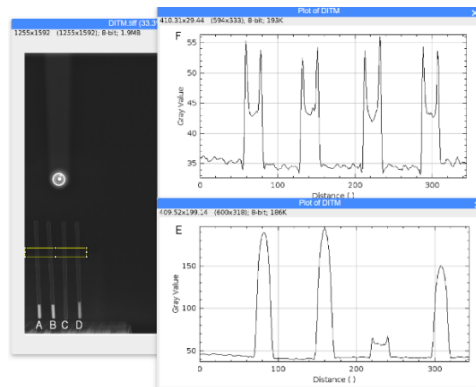 DITM.tiff (33.3%
1255x1592 (1255x1592); 8-bit; 1.9MB
A B C D
Plot of DITM
410.31x29.44 (594x333); 8-bit; 193K
F
55
50
45
40
35
Gray Value
0 100 200 300
Distance ( )
Plot of DITM
409.52x199.14 (600x318); 8-bit; 186K
E
150
100
50
Gray Value
0 100 200 300
Distance ( )